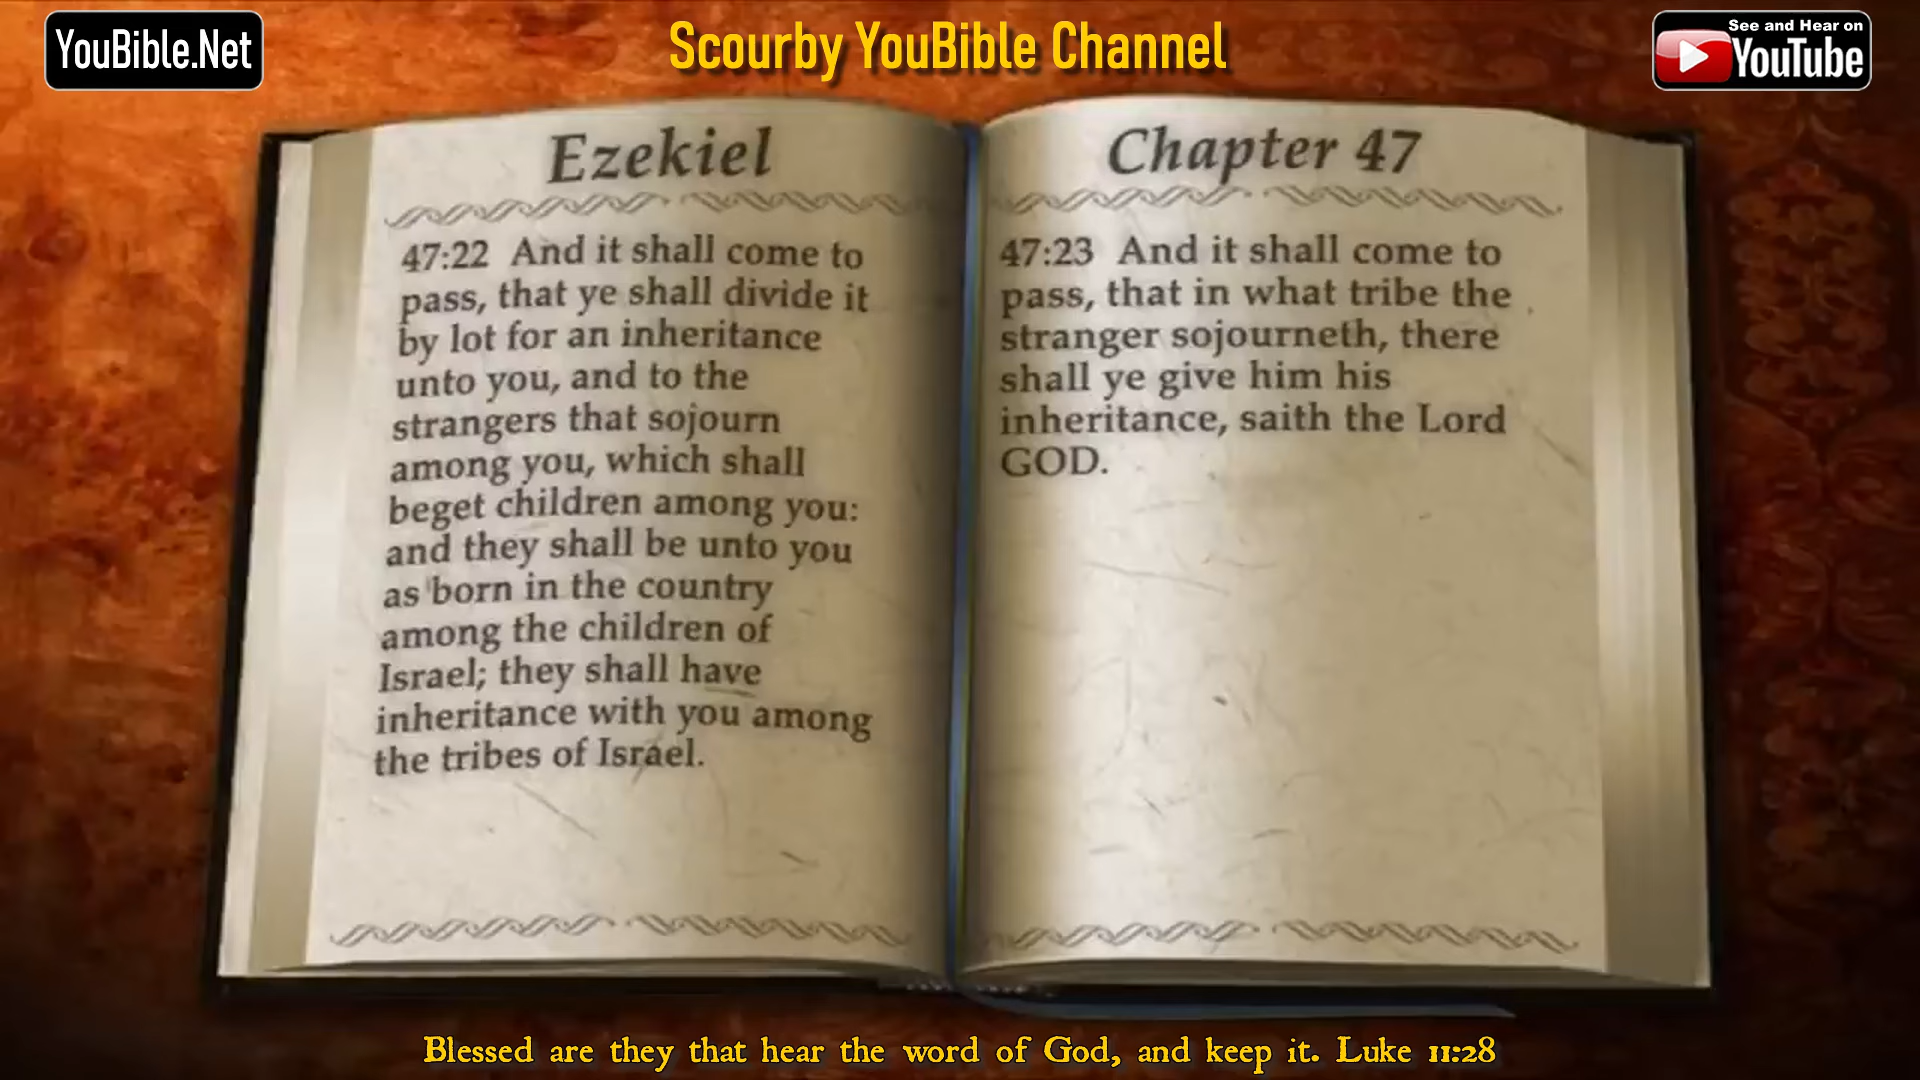 YouBible.Net
Scourby YouBible Channel
See and Hear on
YouTube
Ezekiel
47:22 And it shall come to
pass, that ye shall divide it
by lot for an inheritance
unto you, and to the
strangers that sojourn
among you, which shall
beget children among you:
and they shall be unto you
as born in the country
among the children of
Israel; they shall have
inheritance with you among
the tribes of Israel.
Chapter 47
47:23 And it shall come to
pass, that in what tribe the
stranger sojourneth, there
shall ye give him his
inheritance, saith the Lord
GOD.
Blessed are they that hear the word of God, and keep it. Luke 11:28